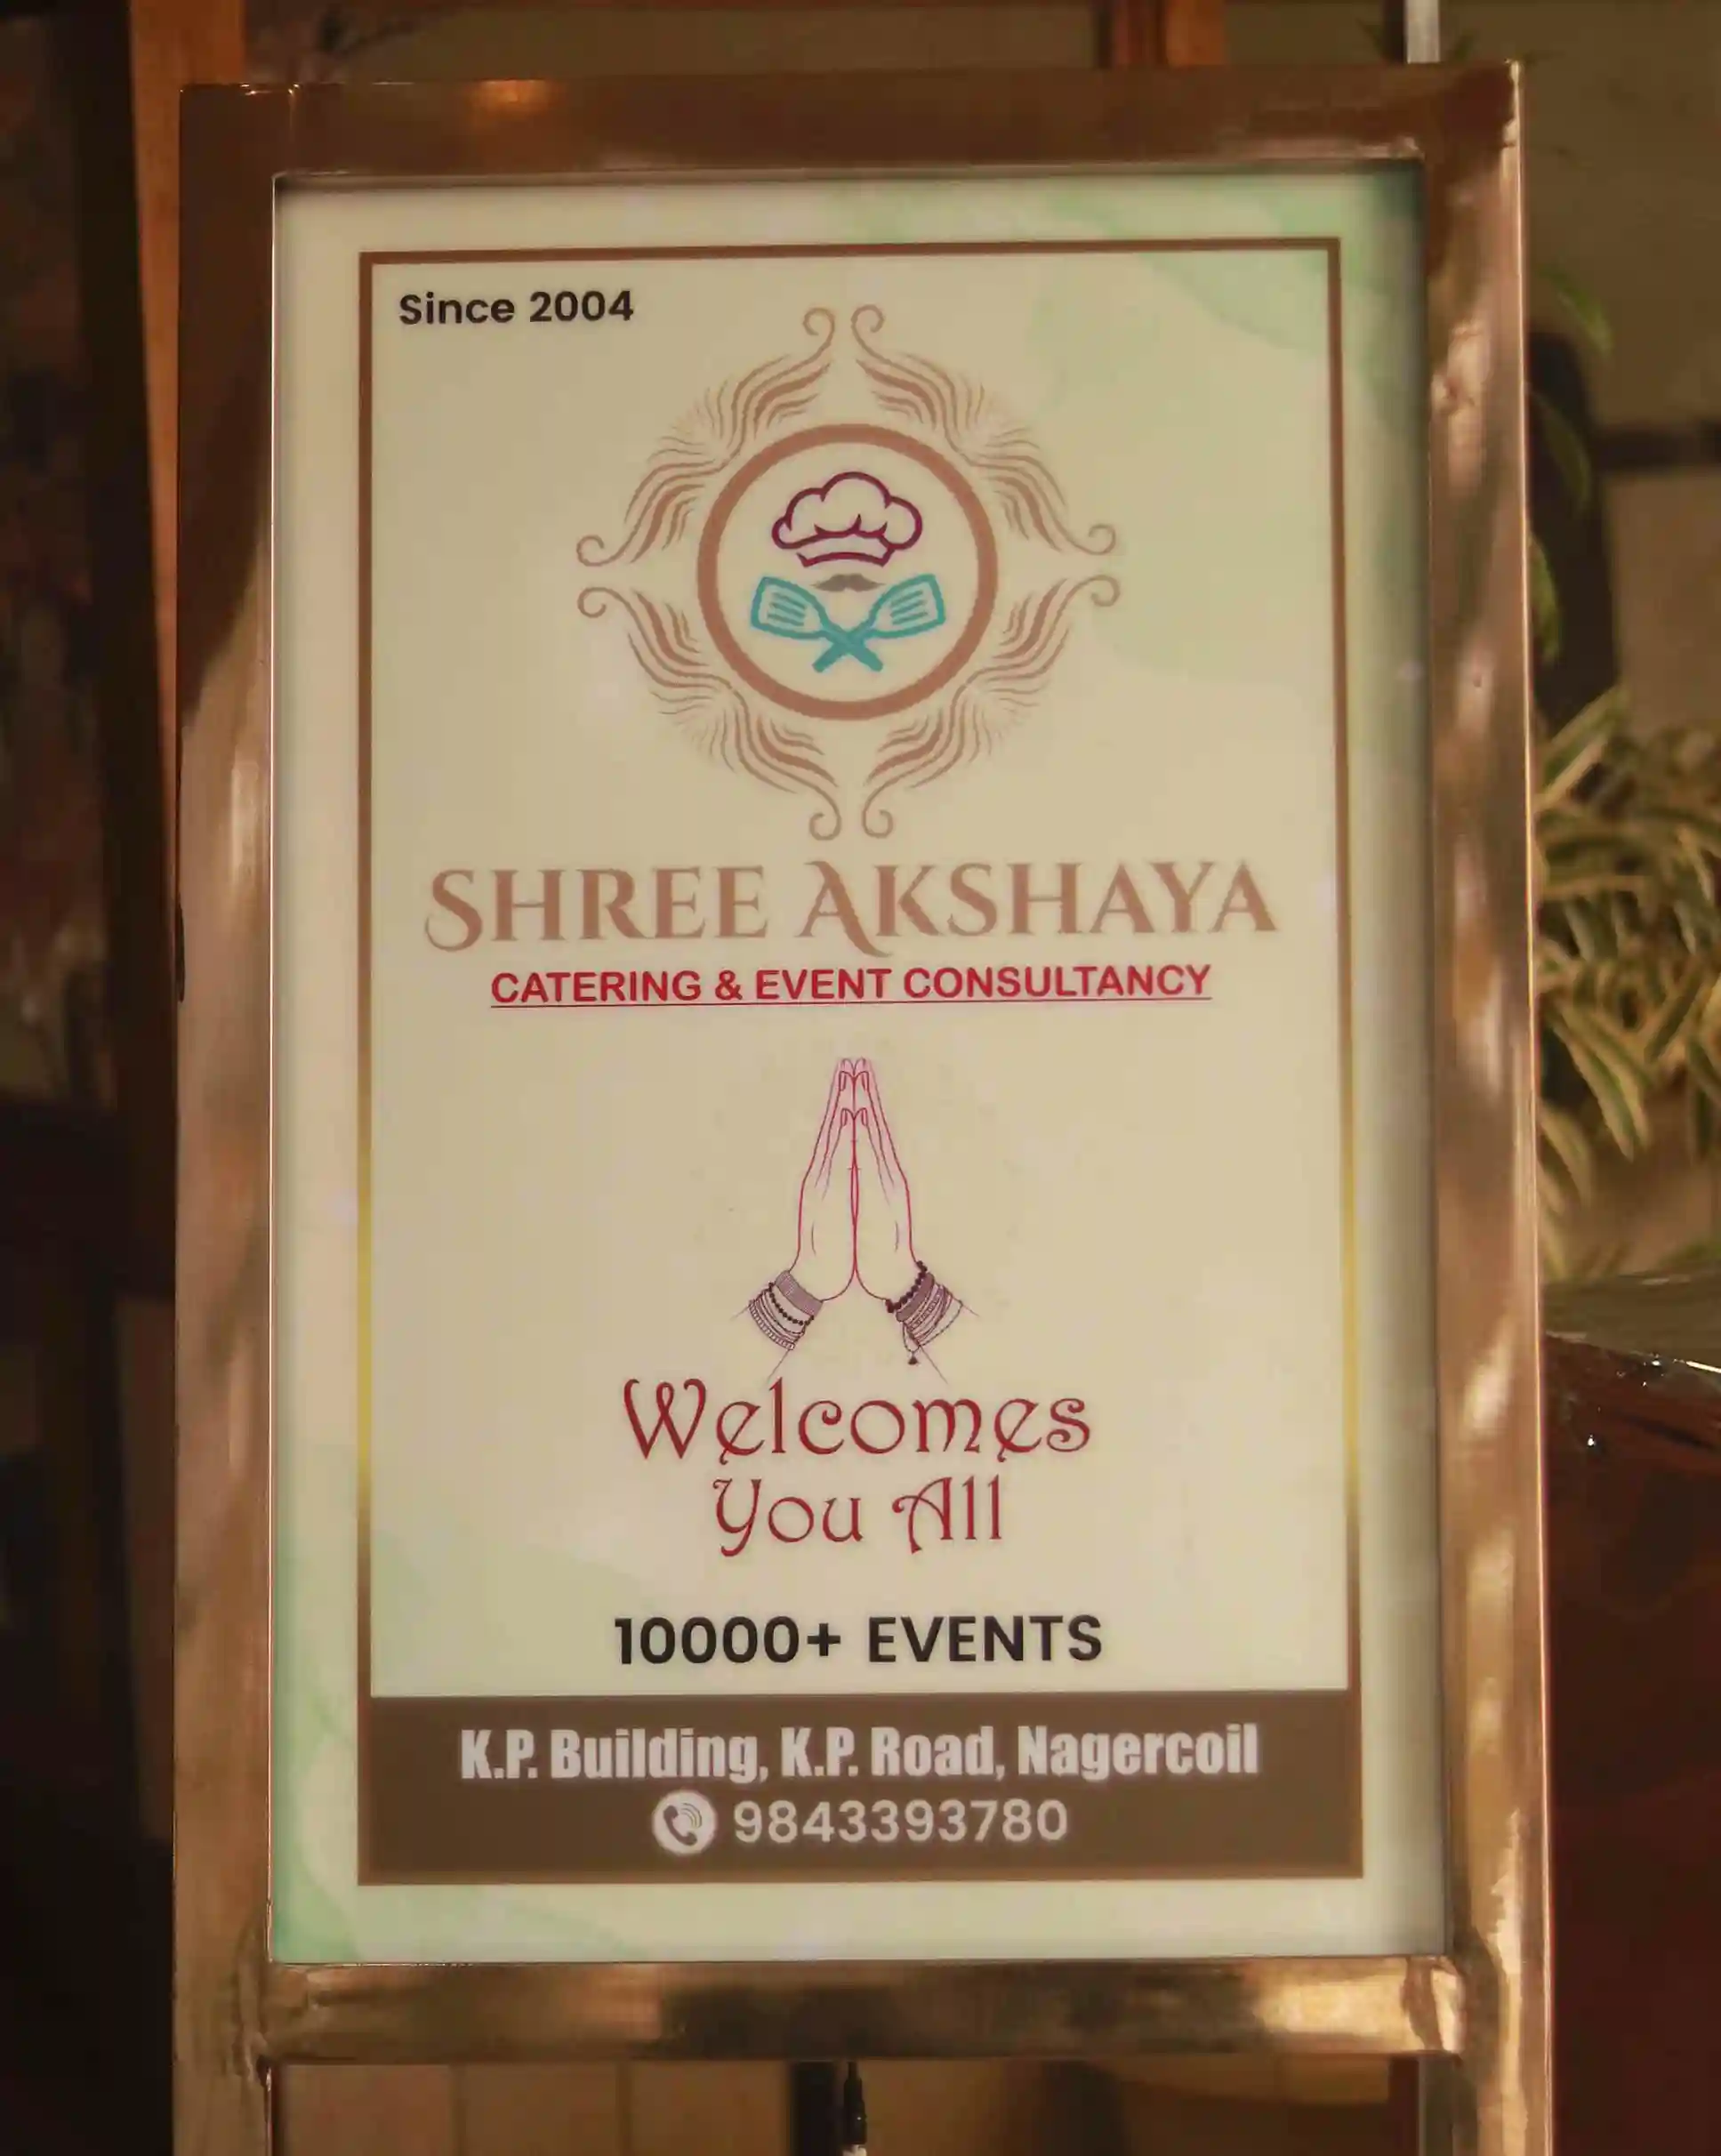 Since 2004
SHREE AKSHAYA
CATERING & EVENT CONSULTANCY
Welcomes
You All
10000+ EVENTS
K.P. Building, K.P. Road, Nagercoil
9843393780